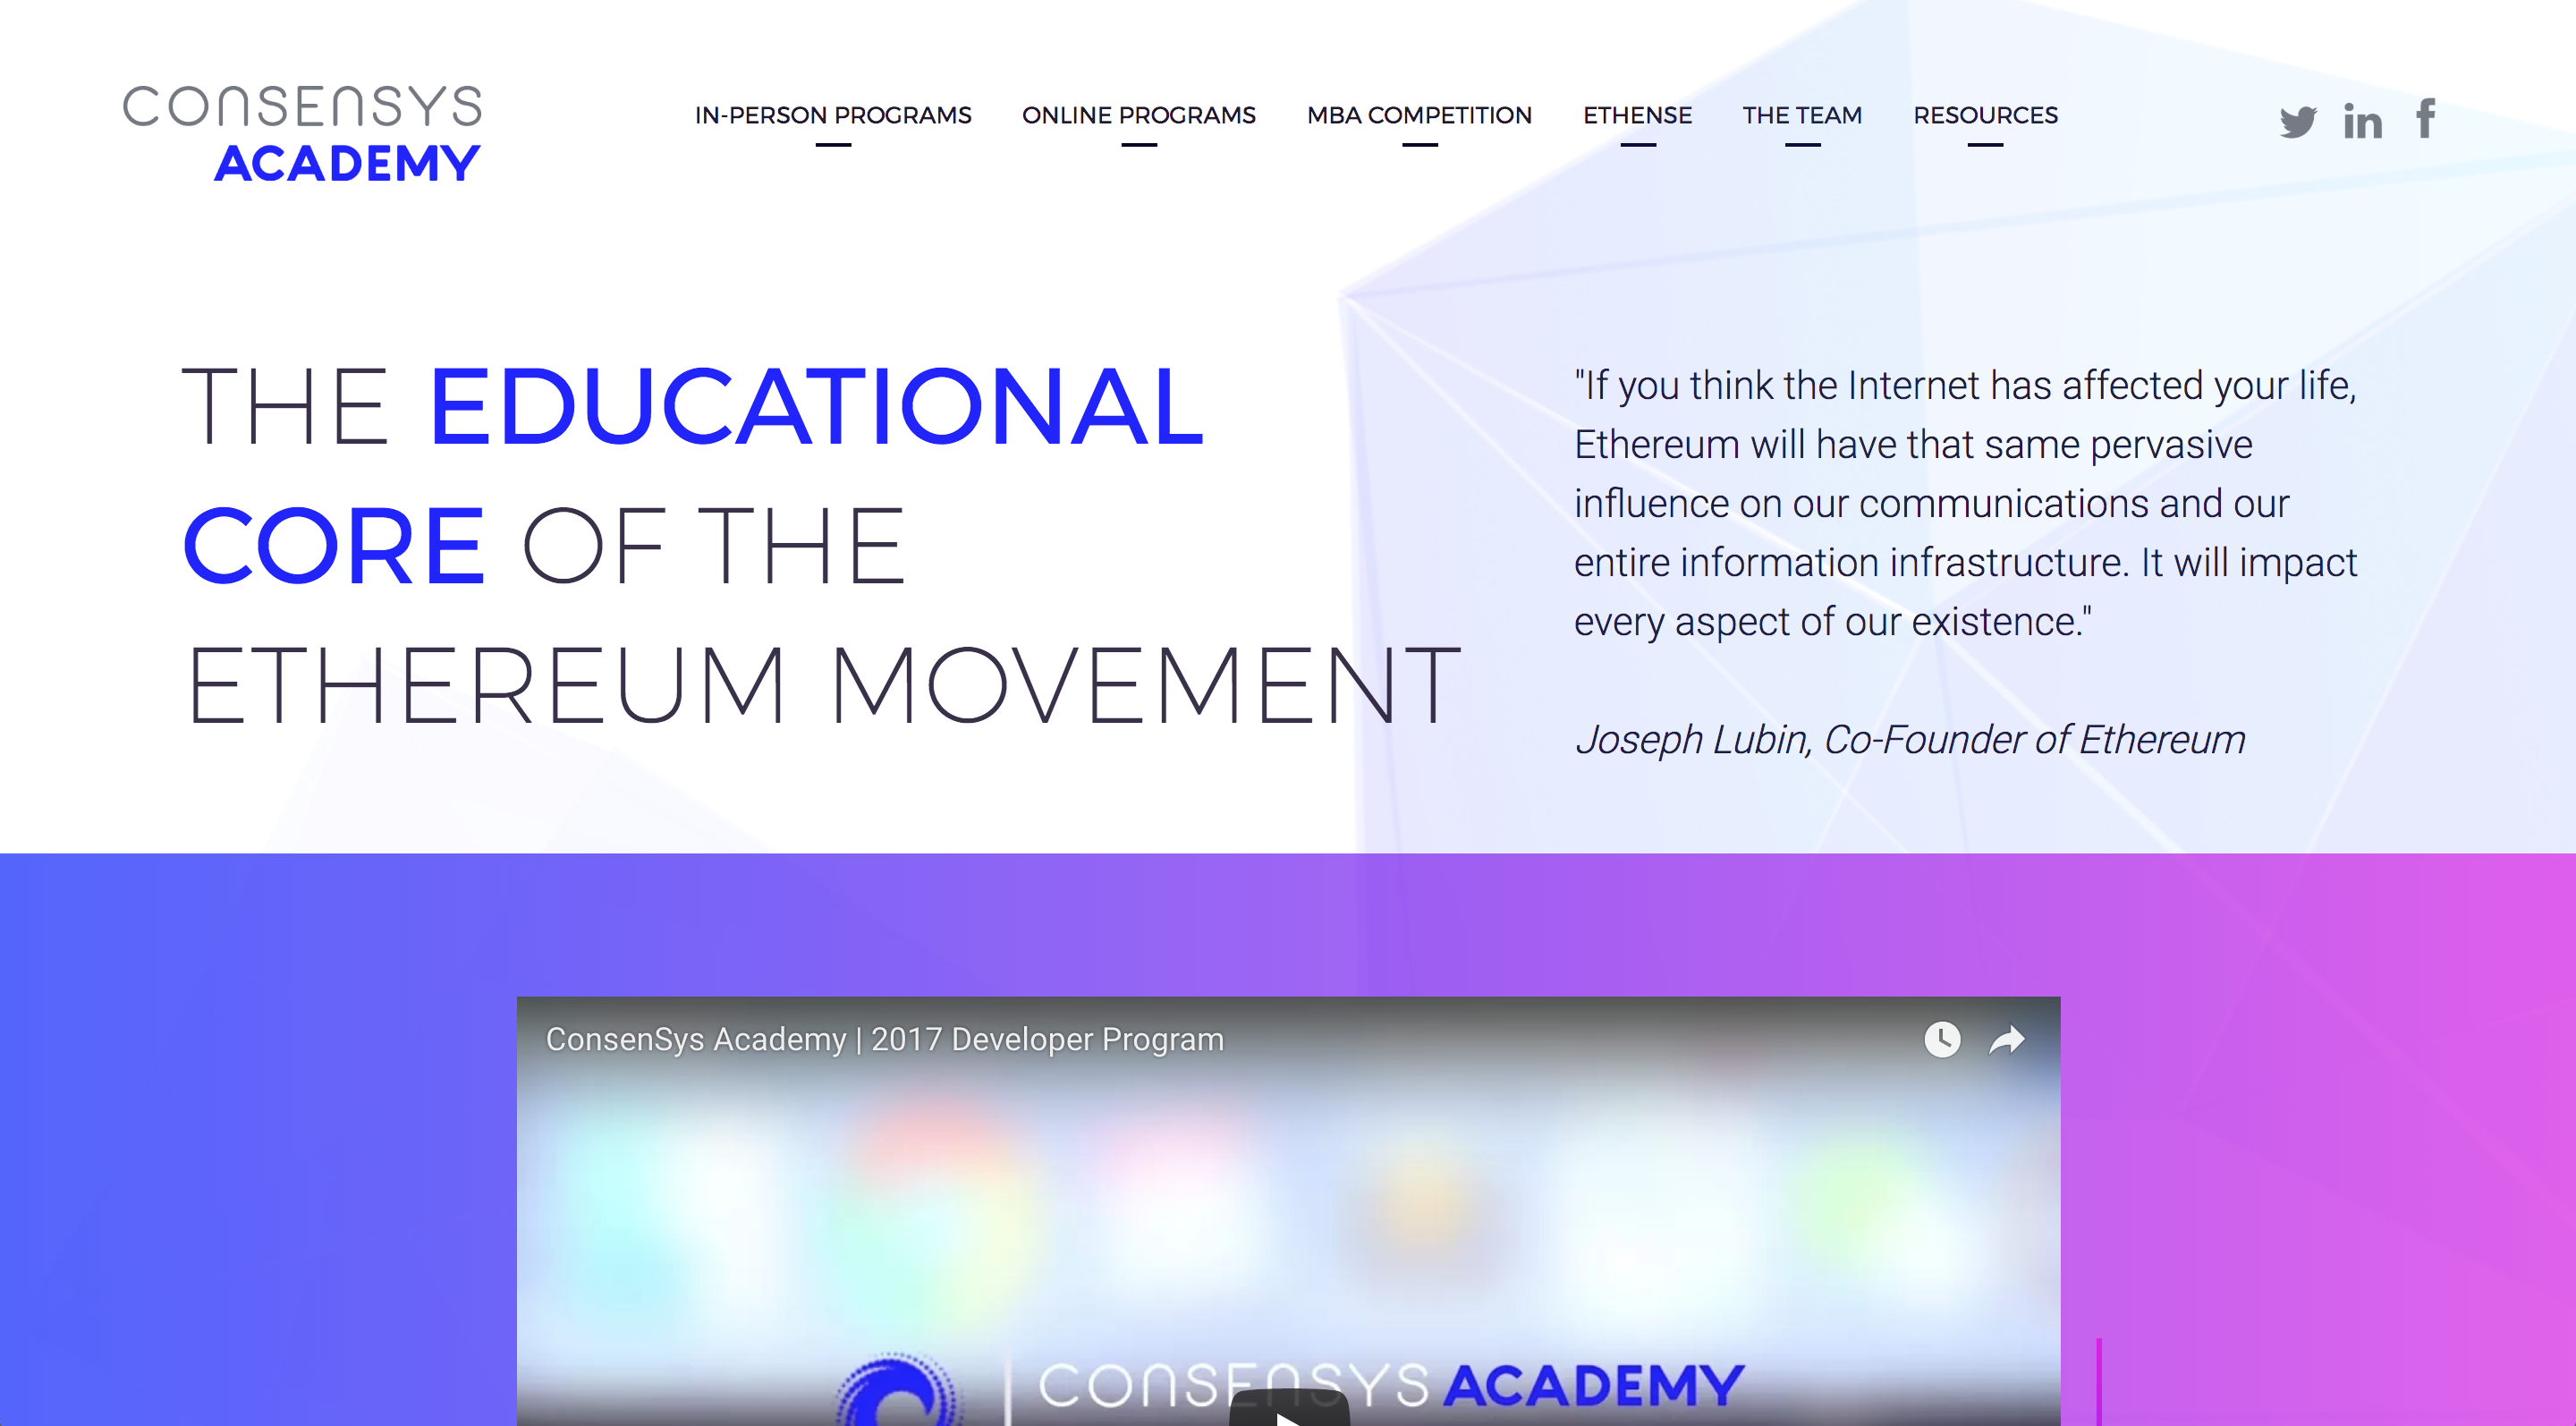 CONSENSYS
ACADEMY
IN-PERSON PROGRAMS ONLINE PROGRAMS MBA COMPETITION ETHENSE THE TEAM RESOURCES
THE EDUCATIONAL
CORE OF THE
ETHEREUM MOVEMENT
"If you think the Internet has affected your life,
Ethereum will have that same pervasive
influence on our communications and our
entire information infrastructure. It will impact
every aspect of our existence."
Joseph Lubin, Co-Founder of Ethereum
ConsenSys Academy | 2017 Developer Program
CONSENSYS ACADEMY